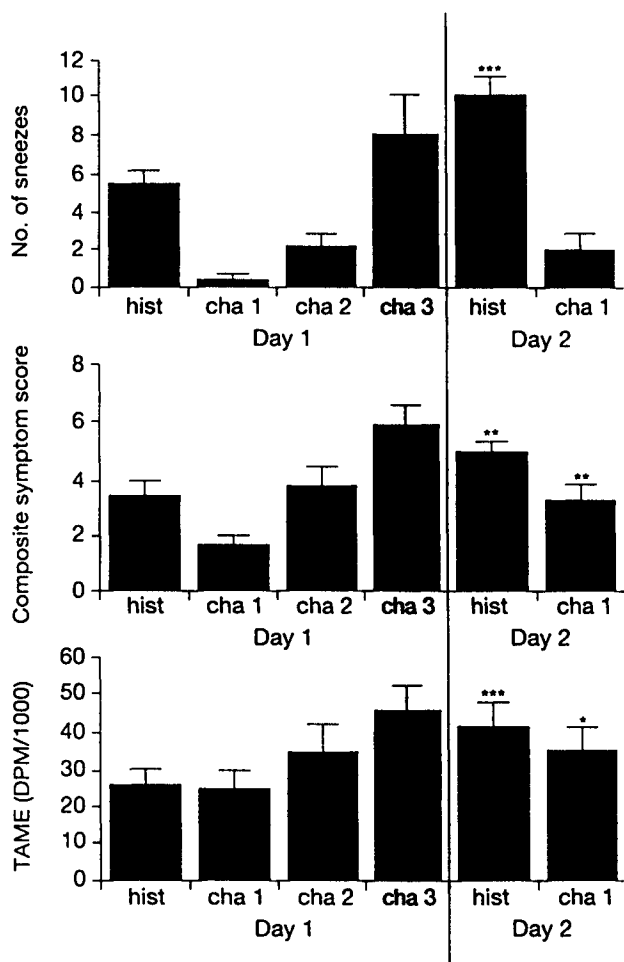 No. of sneezes
12
10
8
6
4
2
0
***
hist cha 1 cha 2 cha 3 hist cha 1
Day 1 Day 2
Composite symptom score
8
6
4
2
0
** **
hist cha 1 cha 2 cha 3 hist cha 1
Day 1 Day 2
TAME (DPM/1000)
60
50
40
30
20
10
0
*** *
hist cha 1 cha 2 cha 3 hist cha 1
Day 1 Day 2